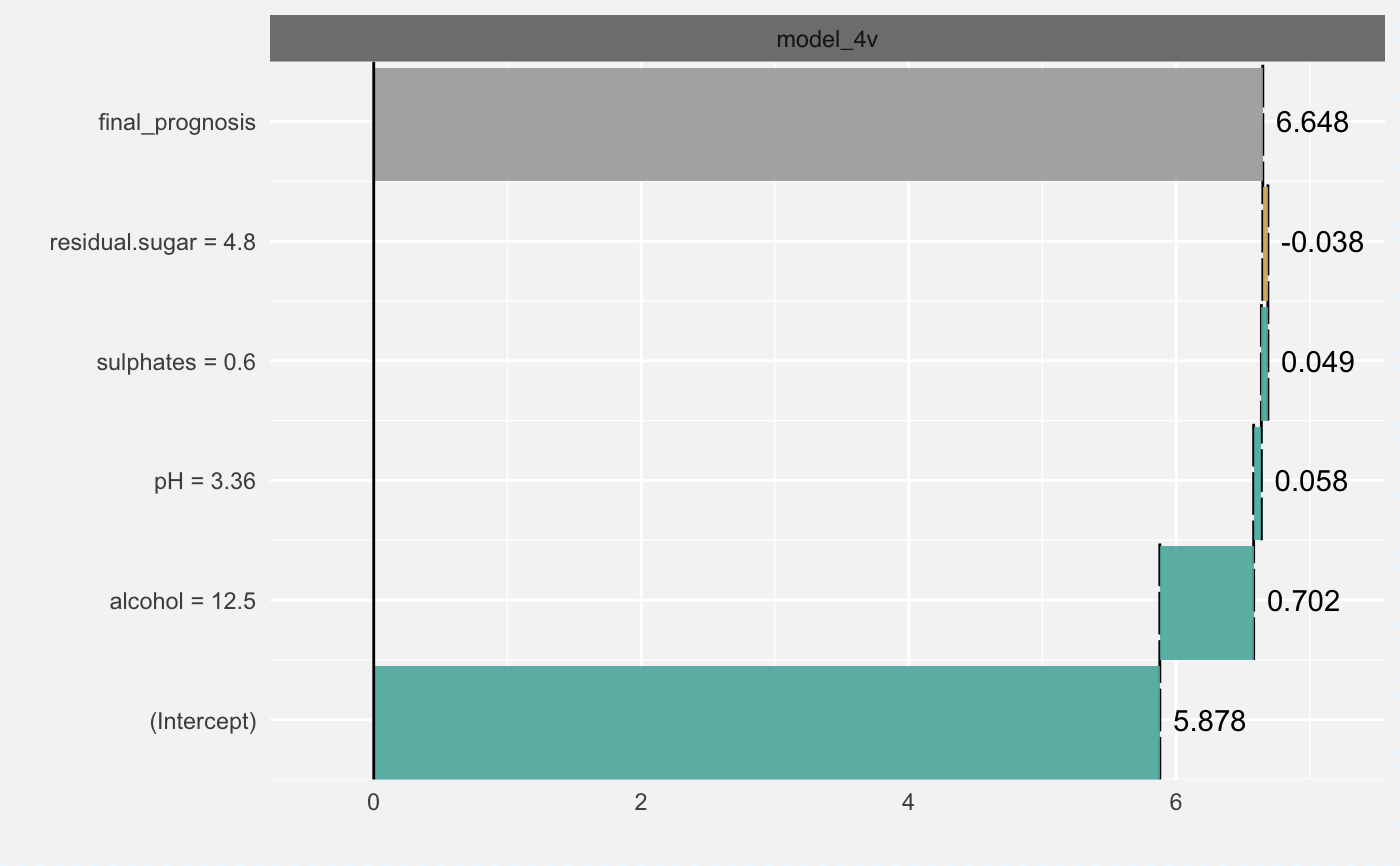 model_4v
final_prognosis 6.648
residual.sugar = 4.8 -0.038
sulphates = 0.6 0.049
pH = 3.36 0.058
alcohol = 12.5 0.702
(Intercept) 5.878
0 2 4 6